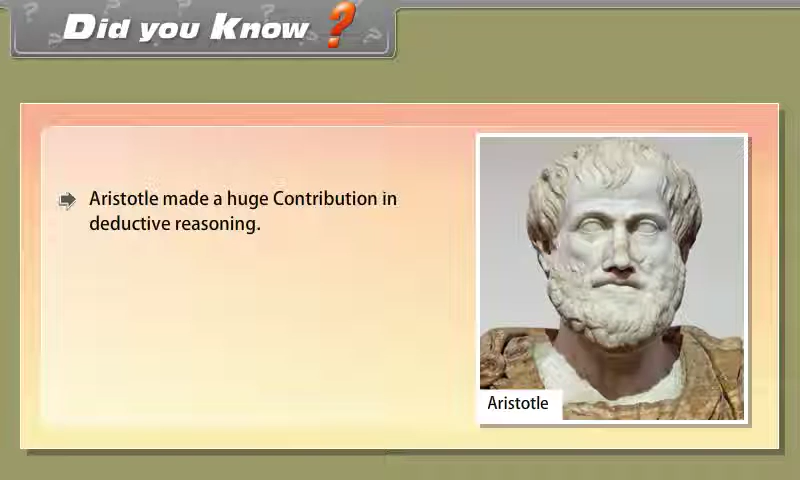 Did you Know ?
Aristotle made a huge Contribution in
deductive reasoning.
Aristotle